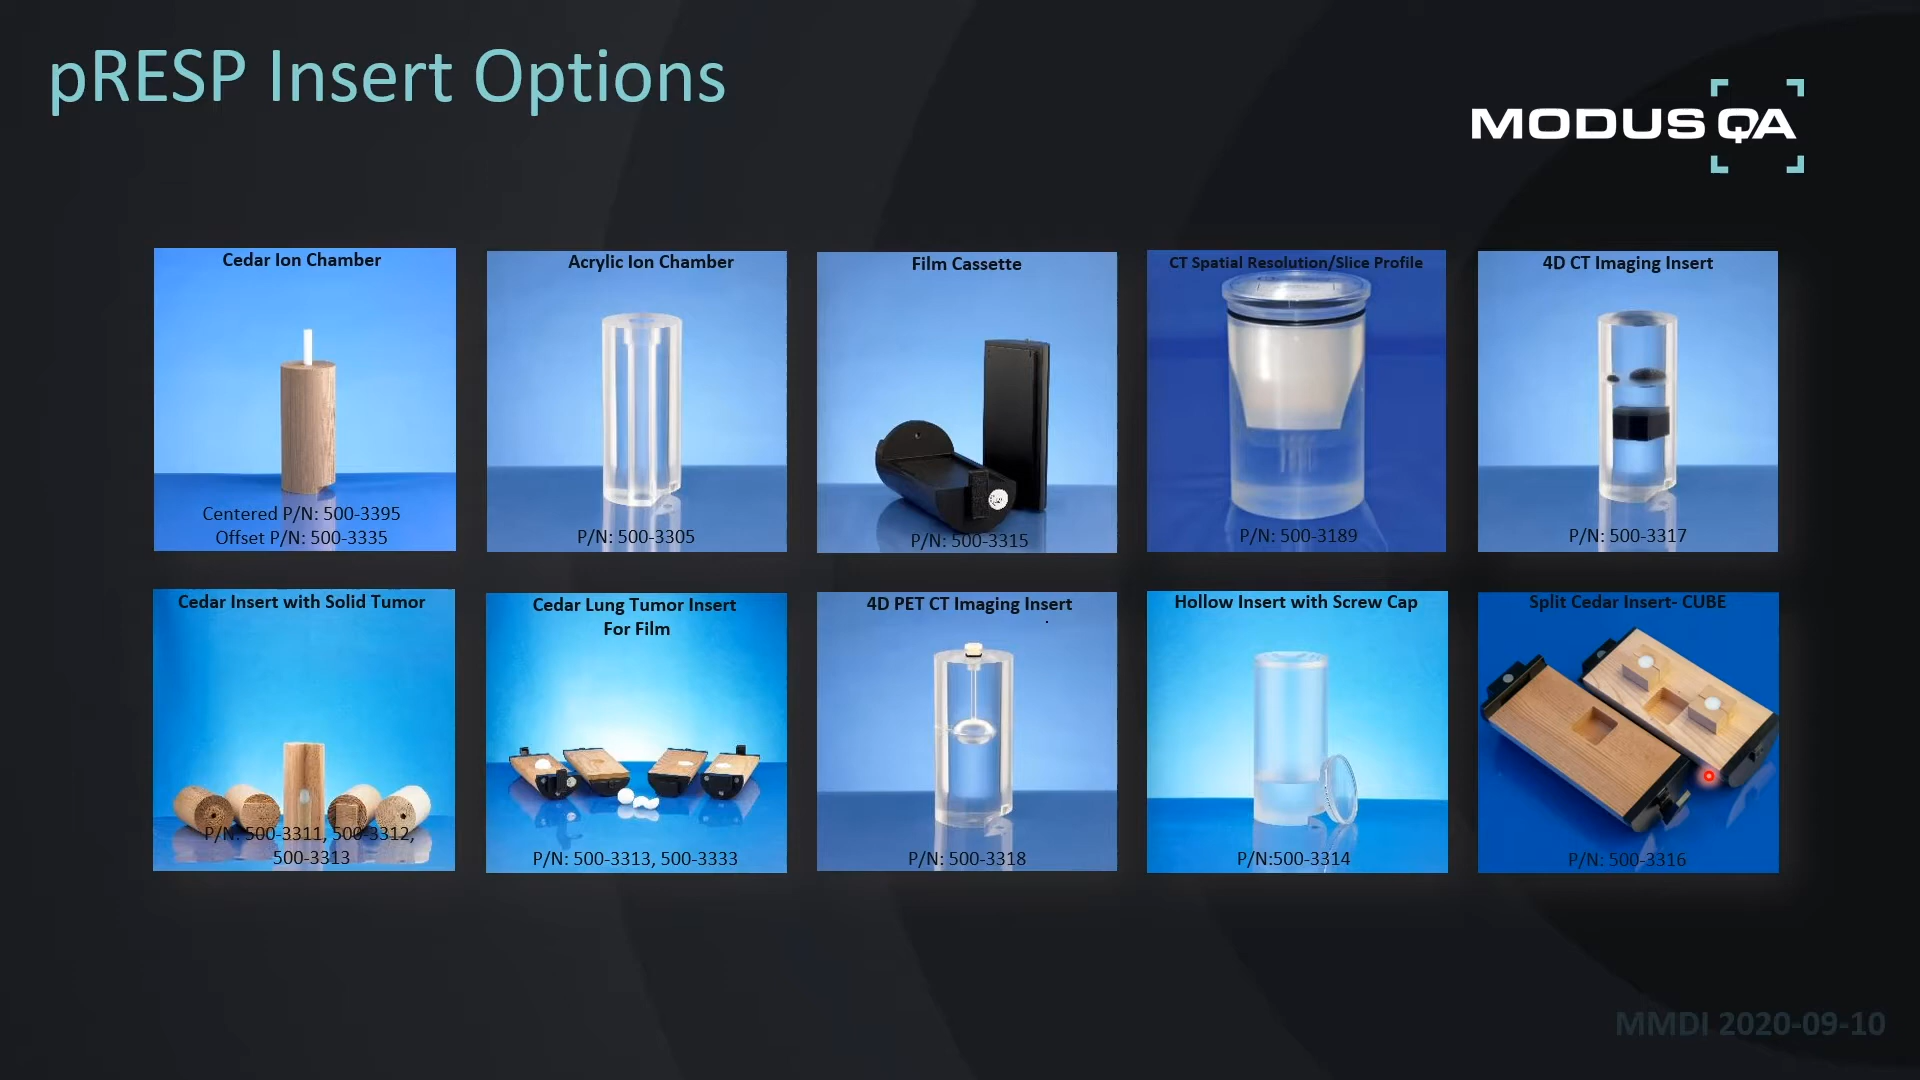 pRESP Insert Options
MODUS QA
Cedar Ion Chamber
Centered P/N: 500-3395
Offset P/N: 500-3335
Acrylic Ion Chamber
P/N: 500-3305
Film Cassette
P/N: 500-3315
CT Spatial Resolution/Slice Profile
P/N: 500-3189
4D CT Imaging Insert
P/N: 500-3317
Cedar Insert with Solid Tumor
P/N: 500-3311, 500-3312,
500-3313
Cedar Lung Tumor Insert
For Film
P/N: 500-3313, 500-3333
4D PET CT Imaging Insert
P/N: 500-3318
Hollow Insert with Screw Cap
P/N:500-3314
Split Cedar Insert- CUBE
P/N: 500-3316
MMDI 2020-09-10